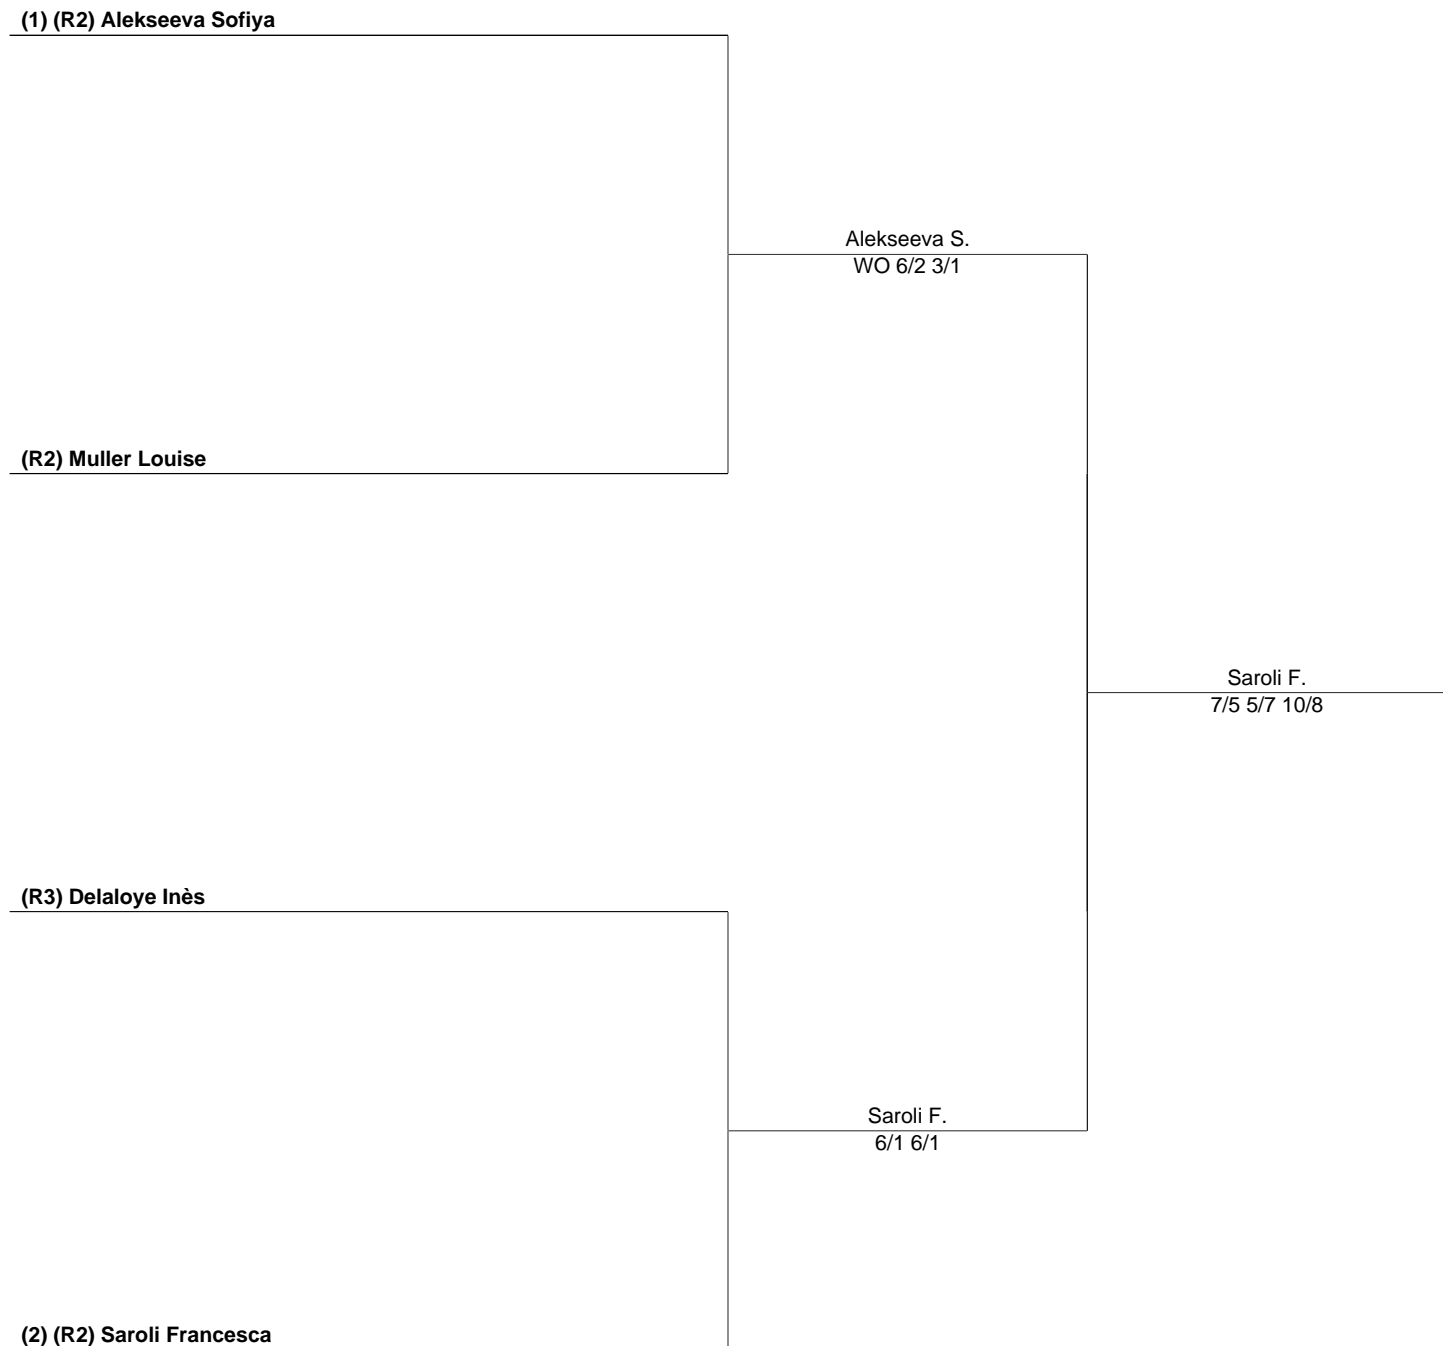 (1) (R2) Alekseeva Sofiya
Alekseeva S.
WO 6/2 3/1
(R2) Muller Louise
Saroli F.
7/5 5/7 10/8
(R3) Delaloye Inès
Saroli F.
6/1 6/1
(2) (R2) Saroli Francesca